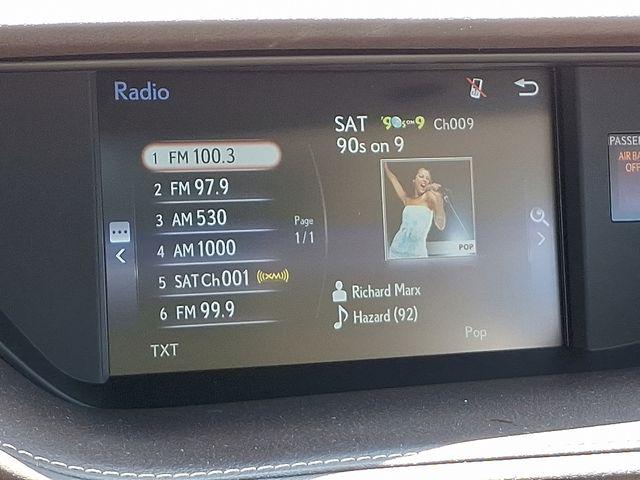 Radio
SAT 90s on 9 Ch009
90s on 9
1 FM 100.3
2 FM 97.9
3 AM 530
4 AM 1000
5 SAT Ch001 ((XM))
6 FM 99.9
Page
1/1
POP
Richard Marx
Hazard (92)
Pop
TXT
PASSE
AIR BA
OFF